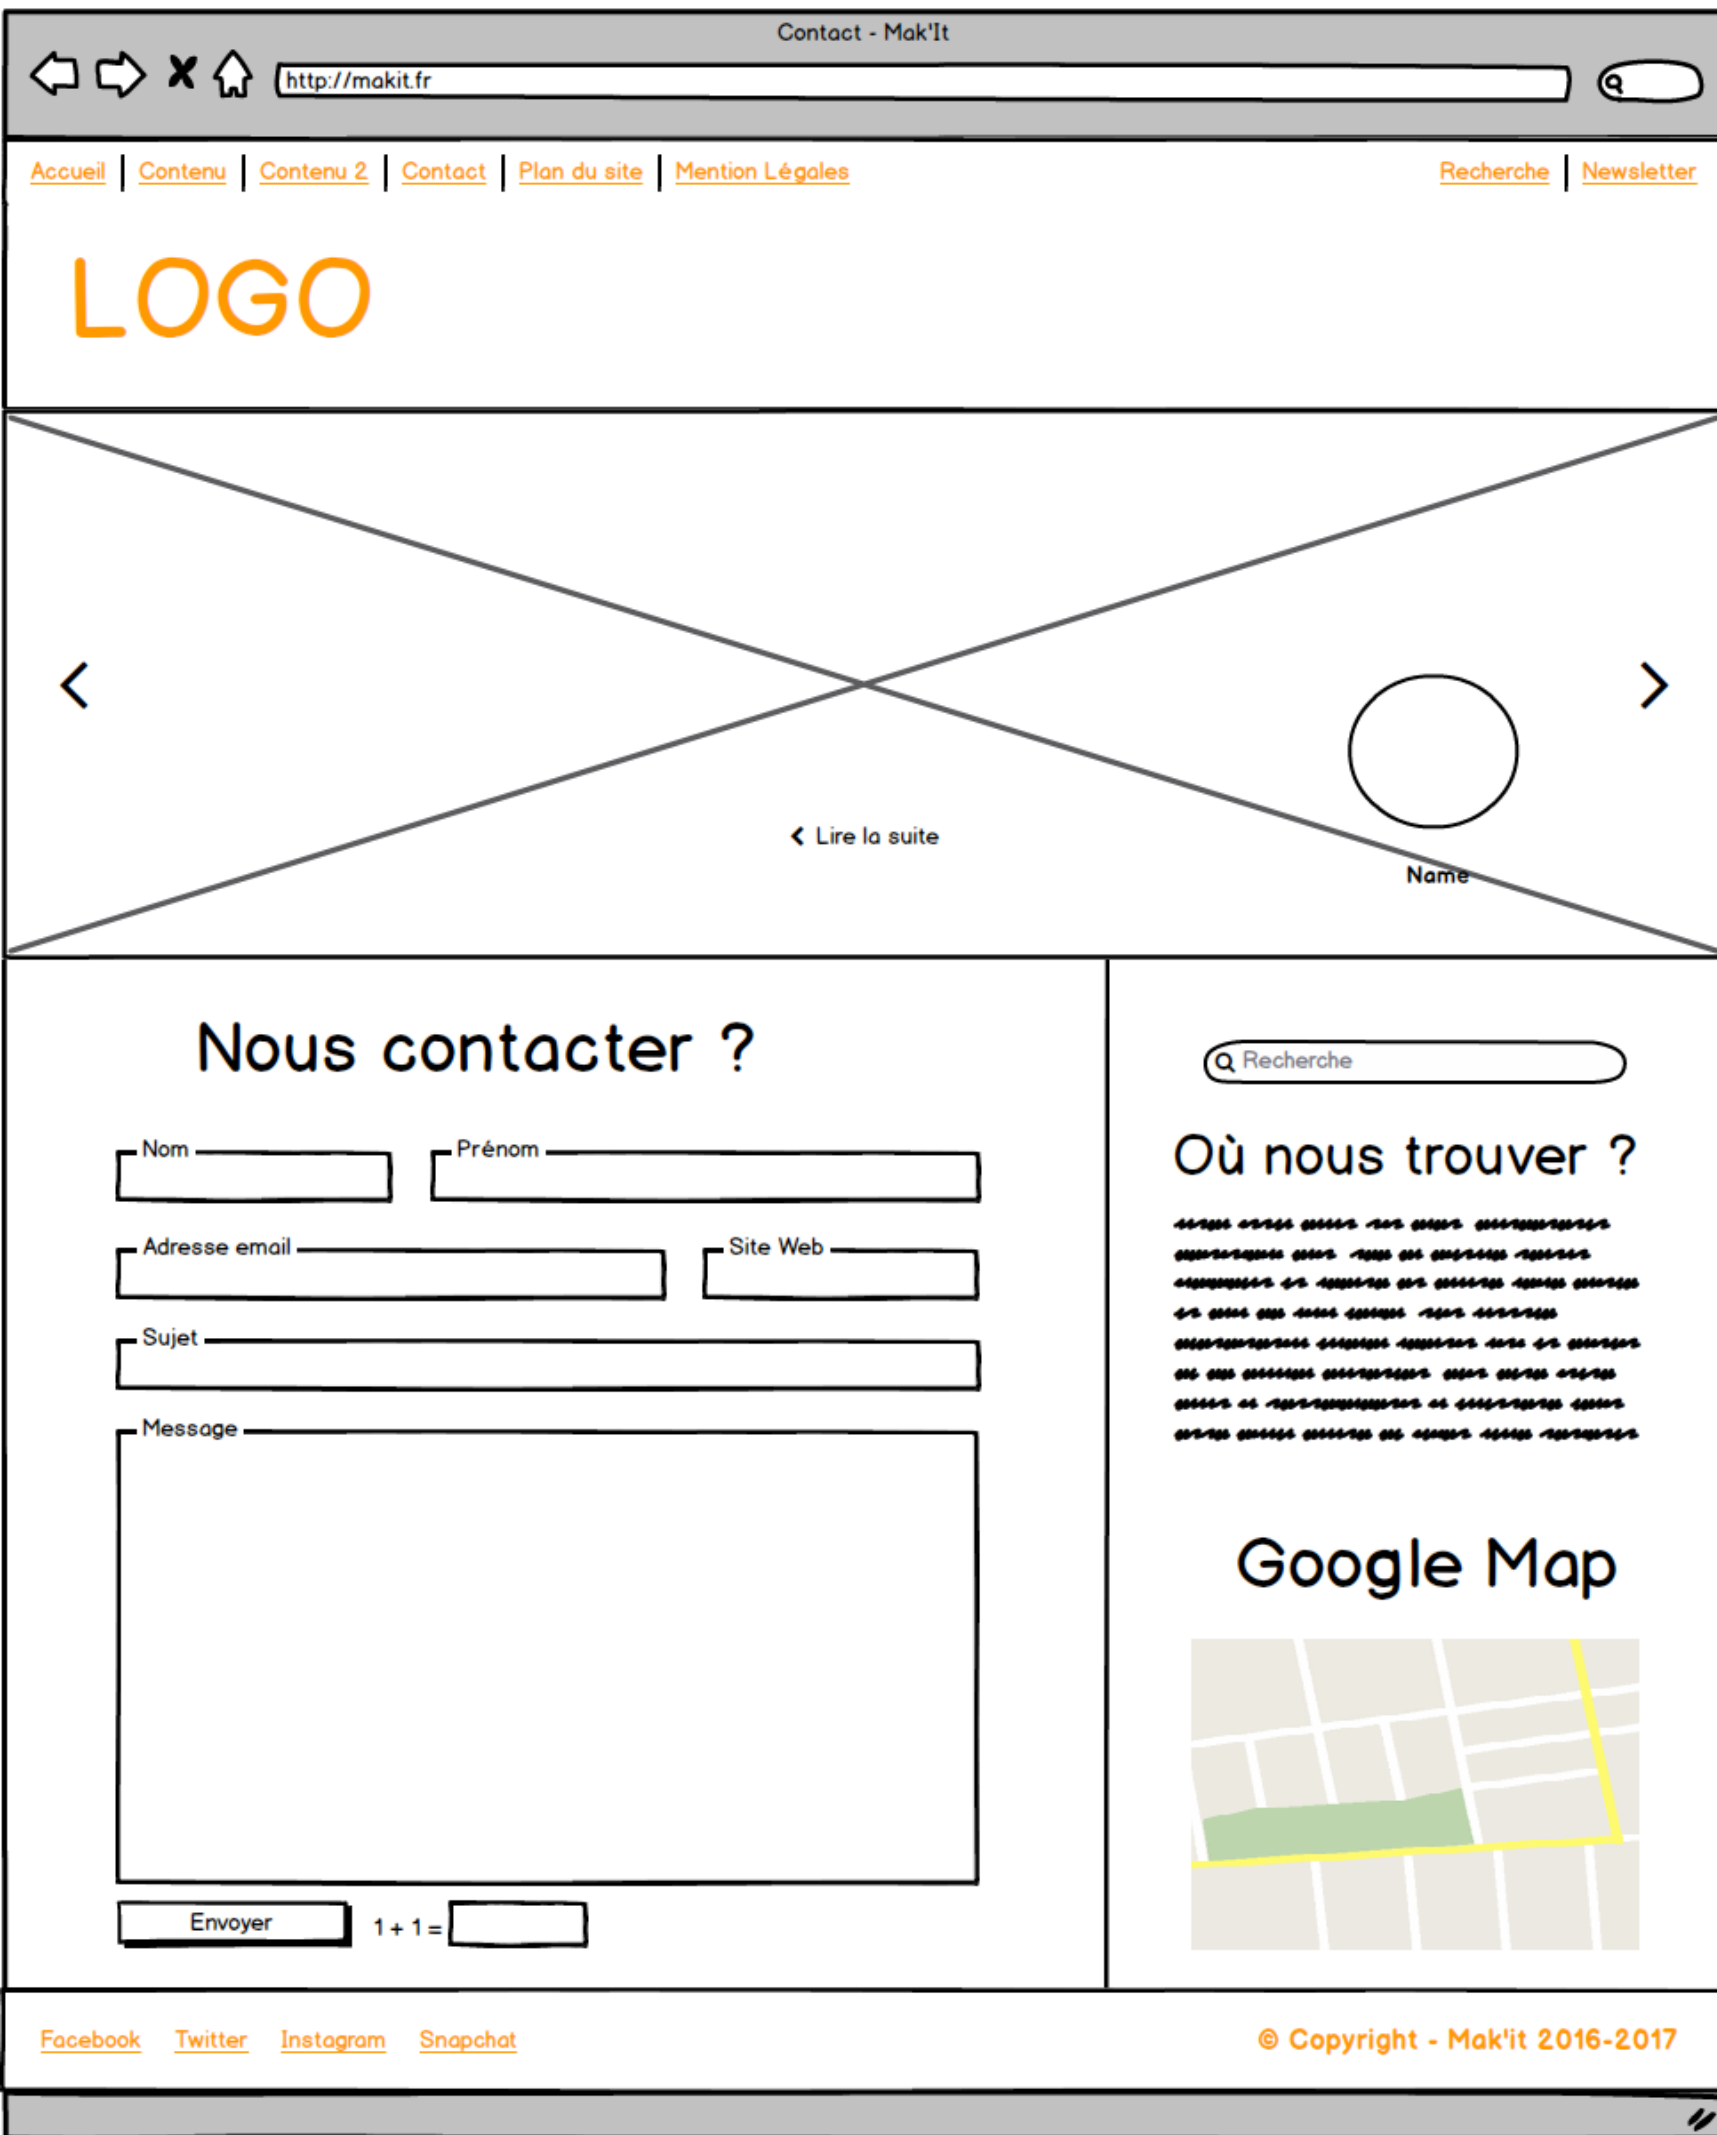 Contact - Mak'It
http://makit.fr
Accueil Contenu Contenu 2 Contact Plan du site Mention Légales Recherche Newsletter
LOGO
Lire la suite
Name
Nous contacter ?
Nom Prénom
Adresse email Site Web
Sujet
Message
Envoyer 1 + 1 =
Recherche
Où nous trouver ?
Google Map
Facebook Twitter Instagram Snapchat © Copyright - Mak'it 2016-2017